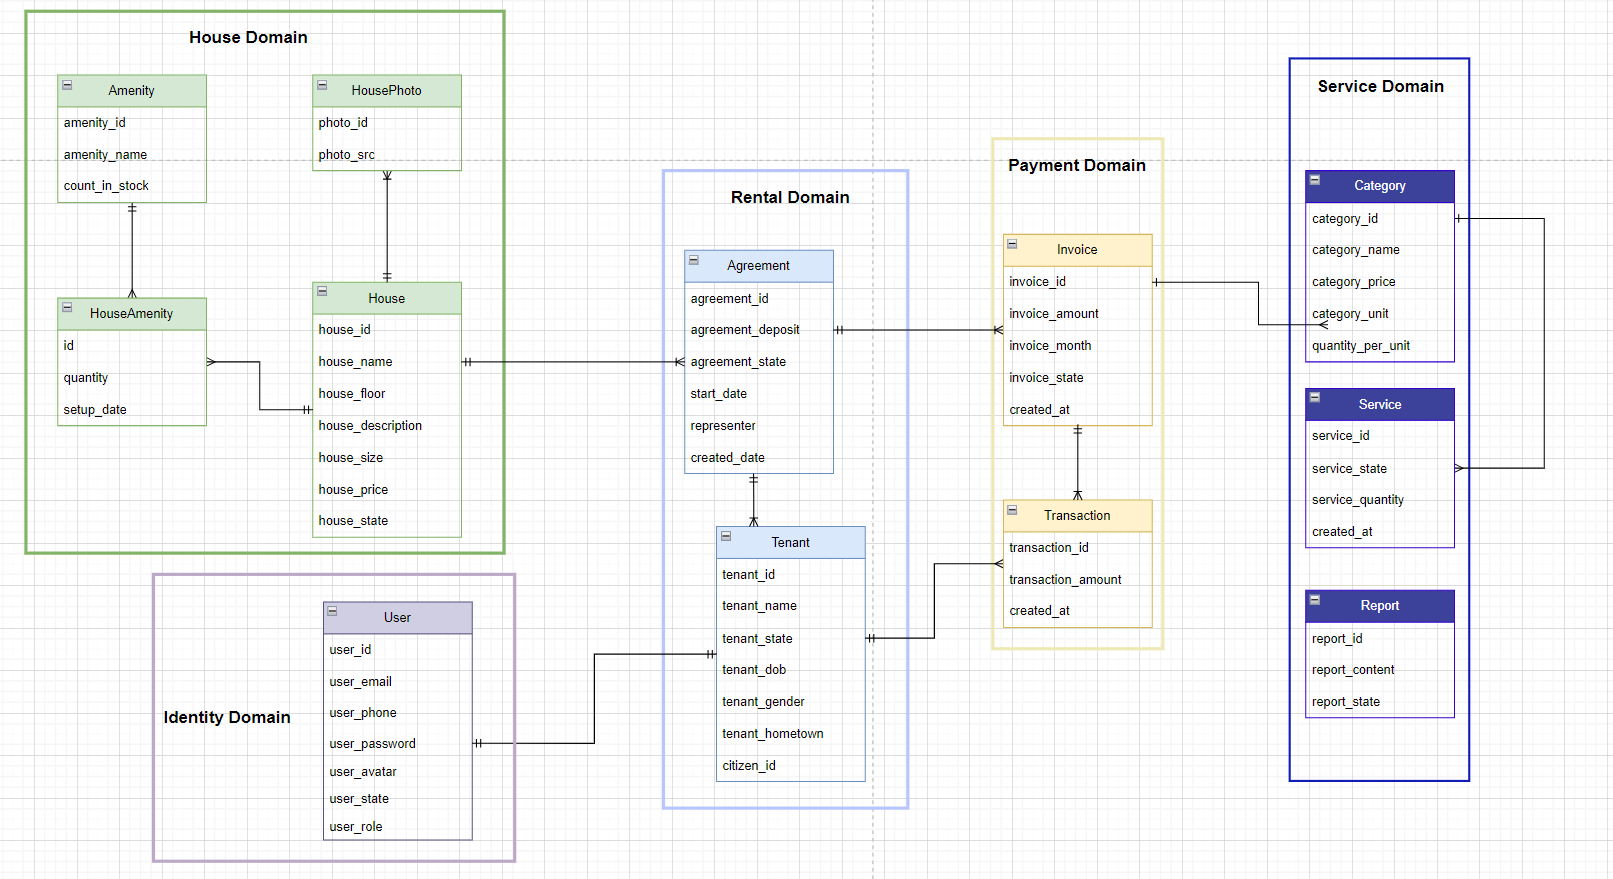 House Domain
Amenity
amenity_id
amenity_name
count_in_stock
HousePhoto
photo_id
photo_src
HouseAmenity
id
quantity
setup_date
House
house_id
house_name
house_floor
house_description
house_size
house_price
house_state
Identity Domain
User
user_id
user_email
user_phone
user_password
user_avatar
user_state
user_role
Rental Domain
Agreement
agreement_id
agreement_deposit
agreement_state
start_date
representer
created_date
Tenant
tenant_id
tenant_name
tenant_state
tenant_dob
tenant_gender
tenant_hometown
citizen_id
Payment Domain
Invoice
invoice_id
invoice_amount
invoice_month
invoice_state
created_at
Transaction
transaction_id
transaction_amount
created_at
Service Domain
Category
category_id
category_name
category_price
category_unit
quantity_per_unit
Service
service_id
service_state
service_quantity
created_at
Report
report_id
report_content
report_state